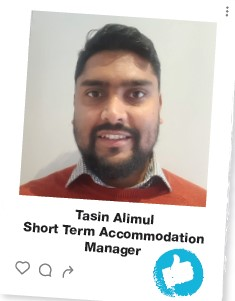 Tasin Alimul
Short Term Accommodation
Manager